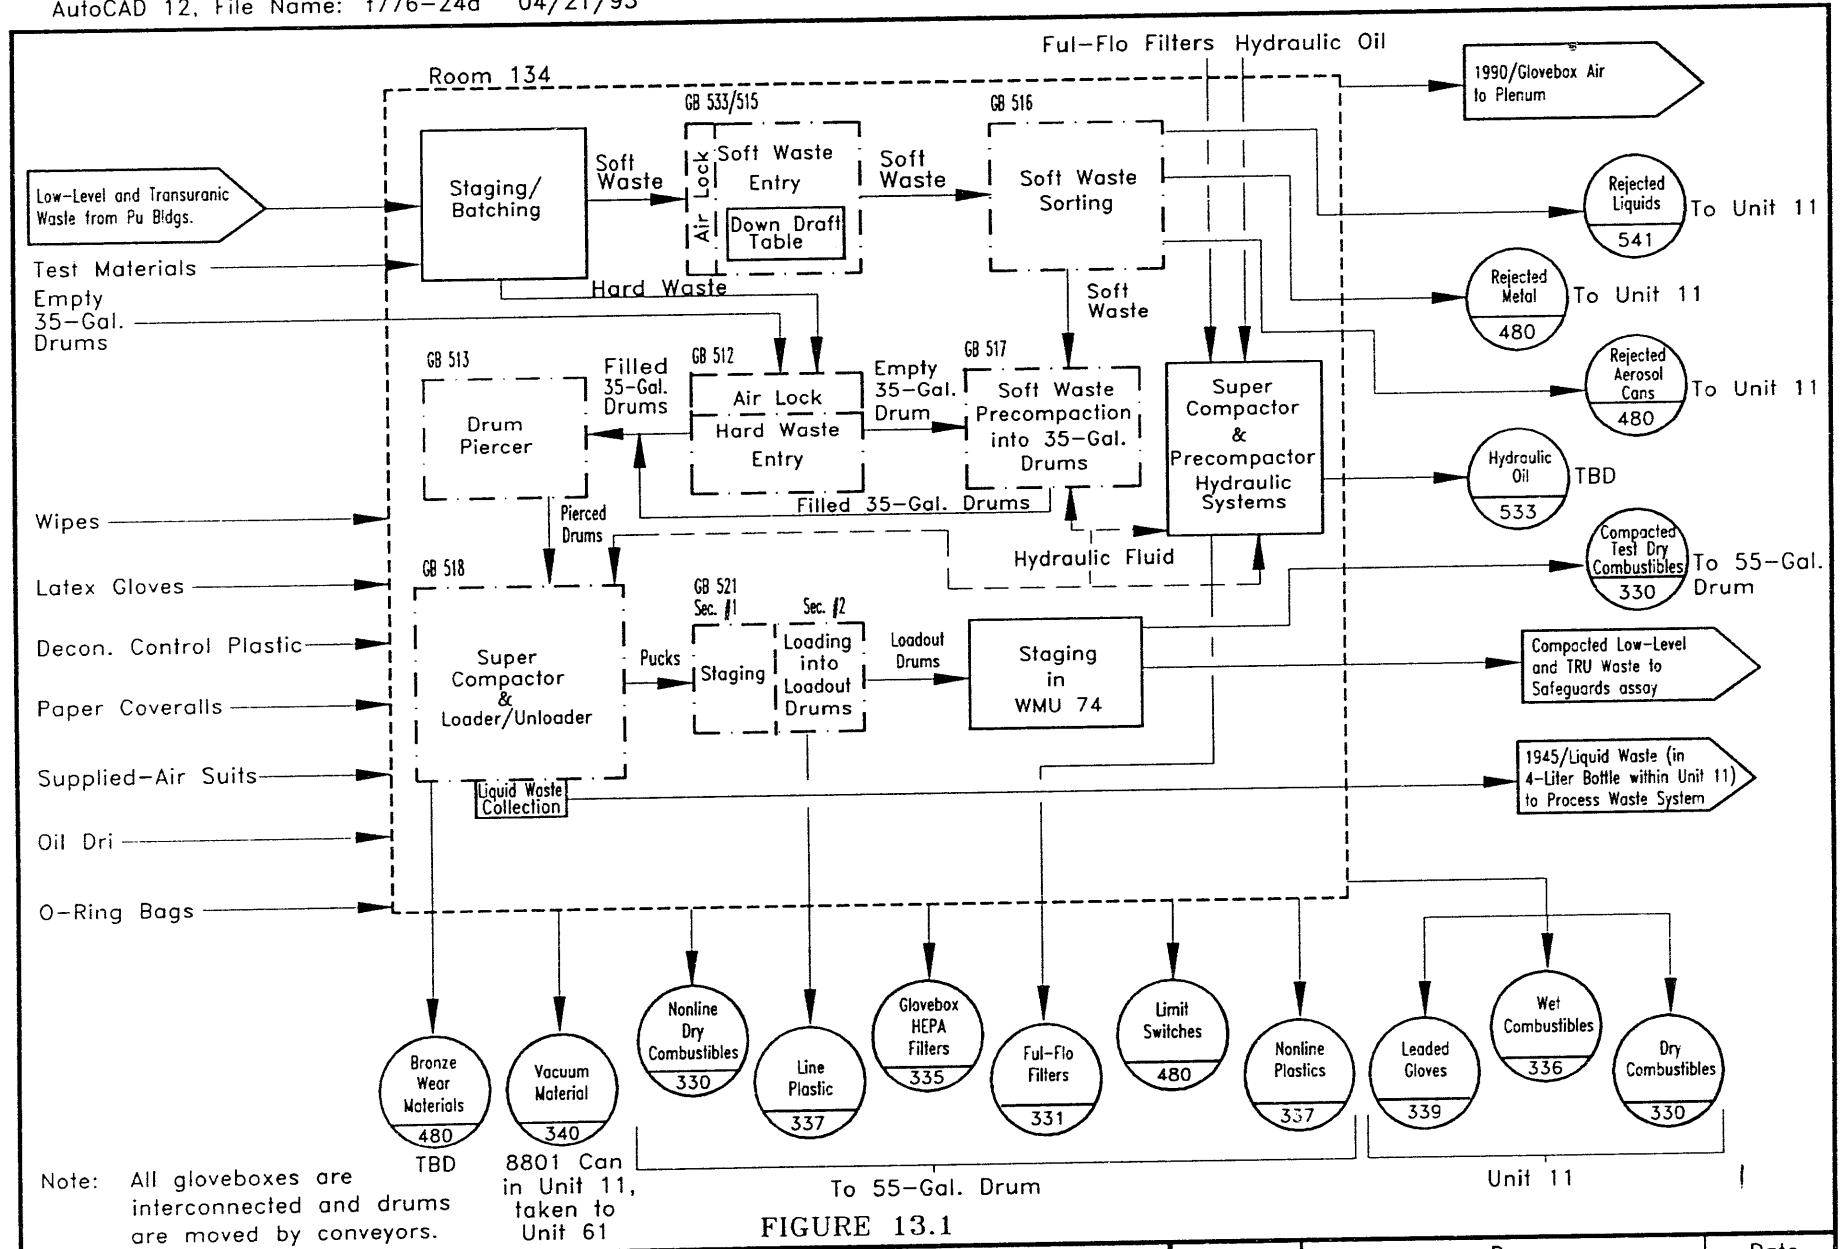 AutoCAD 12, File Name: f776-24a 04/21/93
Ful-Flo Filters Hydraulic Oil
Room 134
1990/Glovebox Air
to Plenum
GB 533/515
GB 516
Low-Level and Transuranic
Waste from Pu Bldgs.
Staging/
Batching
Soft
Waste
Air Lock
Soft Waste
Entry
Down Draft
Table
Soft
Waste
Soft Waste
Sorting
Rejected
Liquids
541
To Unit 11
Test Materials
Empty
35-Gal.
Drums
Hard Waste
Soft
Waste
Rejected
Metal
480
To Unit 11
GB 513
Drum
Piercer
Filled
35-Gal.
Drums
GB 512
Air Lock
Hard Waste
Entry
Empty
35-Gal.
Drum
GB 517
Soft Waste
Precompaction
into 35-Gal.
Drums
Super
Compactor
&
Precompactor
Hydraulic
Systems
Rejected
Aerosol
Cans
480
To Unit 11
Hydraulic
Oil
533
TBD
Filled 35-Gal. Drums
Pierced
Drums
Hydraulic Fluid
Compacted
Test Dry
Combustibles
330
To 55-Gal.
Drum
Wipes
Latex Gloves
Decon. Control Plastic
Paper Coveralls
Supplied-Air Suits
Oil Dri
O-Ring Bags
GB 518
Super
Compactor
&
Loader/Unloader
Liquid Waste
Collection
Pucks
GB 521
Sec. #1
Staging
Sec. #2
Loading
into
Loadout
Drums
Loadout
Drums
Staging
in
WMU 74
Compacted Low-Level
and TRU Waste to
Safeguards assay
1945/Liquid Waste (in
4-Liter Bottle within Unit 11)
to Process Waste System
Bronze
Wear
Materials
480
TBD
Vacuum
Material
340
8801 Can
in Unit 11,
taken to
Unit 61
Nonline
Dry
Combustibles
330
Line
Plastic
337
Glovebox
HEPA
Filters
335
Ful-Flo
Filters
331
Limit
Switches
480
Nonline
Plastics
337
Leaded
Gloves
339
Wet
Combustibles
336
Dry
Combustibles
330
To 55-Gal. Drum
Unit 11
Note: All gloveboxes are
interconnected and drums
are moved by conveyors.
FIGURE 13.1